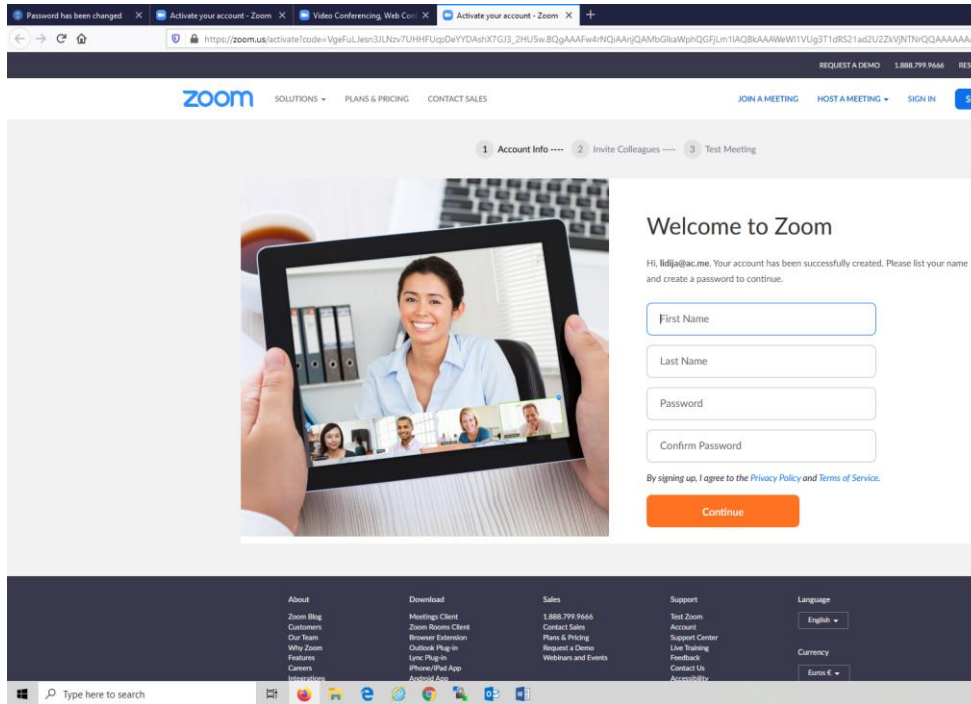 Password has been changed
Activate your account - Zoom
Video Conferencing, Web Con
Activate your account - Zoom
https://zoom.us/activate?code=
REQUEST A DEMO 1.888.799.9666 RES
zoom SOLUTIONS PLANS & PRICING CONTACT SALES JOIN A MEETING HOST A MEETING SIGN IN S
1 Account Info ---- 2 Invite Colleagues ---- 3 Test Meeting
Welcome to Zoom
Hi, lidija@ac.me. Your account has been successfully created. Please list your name
and create a password to continue.
First Name
Last Name
Password
Confirm Password
By signing up, I agree to the Privacy Policy and Terms of Service.
Continue
About
Zoom Blog
Customers
Our Team
Why Zoom
Features
Careers
Integrations
Download
Meetings Client
Zoom Rooms Client
Browser Extension
Outlook Plug-in
Lync Plug-in
iPhone/iPad App
Android App
Sales
1.888.799.9666
Contact Sales
Plans & Pricing
Request a Demo
Webinars and Events
Support
Test Zoom
Account
Support Center
Live Training
Feedback
Contact Us
Accessibility
Language
English
Currency
Euros €
Type here to search